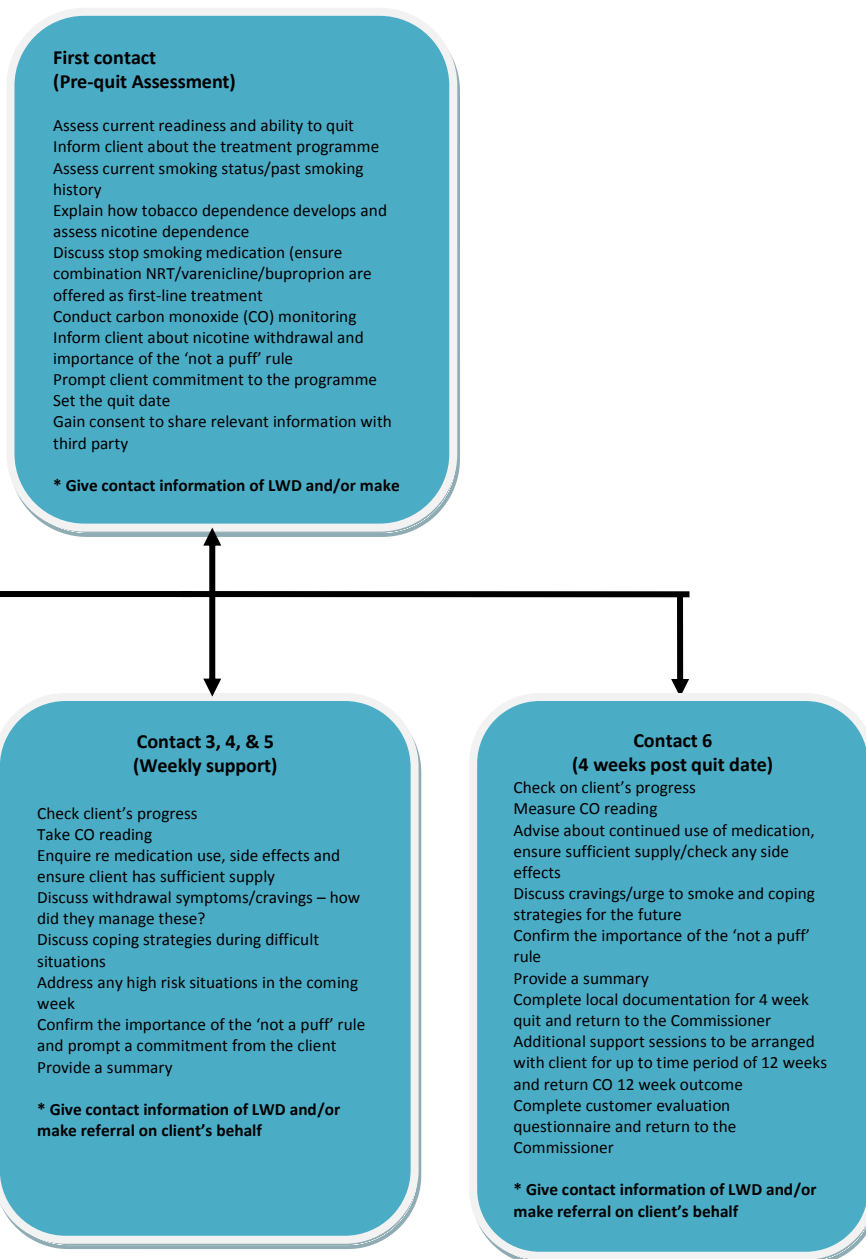 First contact
(Pre-quit Assessment)
Assess current readiness and ability to quit
Inform client about the treatment programme
Assess current smoking status/past smoking
history
Explain how tobacco dependence develops and
assess nicotine dependence
Discuss stop smoking medication (ensure
combination NRT/varenicline/buproprion are
offered as first-line treatment
Conduct carbon monoxide (CO) monitoring
Inform client about nicotine withdrawal and
importance of the ‘not a puff’ rule
Prompt client commitment to the programme
Set the quit date
Gain consent to share relevant information with
third party
* Give contact information of LWD and/or make
Contact 3, 4, & 5
(Weekly support)
Check client’s progress
Take CO reading
Enquire re medication use, side effects and
ensure client has sufficient supply
Discuss withdrawal symptoms/cravings – how
did they manage these?
Discuss coping strategies during difficult
situations
Address any high risk situations in the coming
week
Confirm the importance of the ‘not a puff’ rule
and prompt a commitment from the client
Provide a summary
* Give contact information of LWD and/or
make referral on client’s behalf
Contact 6
(4 weeks post quit date)
Check on client’s progress
Measure CO reading
Advise about continued use of medication,
ensure sufficient supply/check any side
effects
Discuss cravings/urge to smoke and coping
strategies for the future
Confirm the importance of the ‘not a puff’
rule
Provide a summary
Complete local documentation for 4 week
quit and return to the Commissioner
Additional support sessions to be arranged
with client for up to time period of 12 weeks
and return CO 12 week outcome
Complete customer evaluation
questionnaire and return to the
Commissioner
* Give contact information of LWD and/or
make referral on client’s behalf